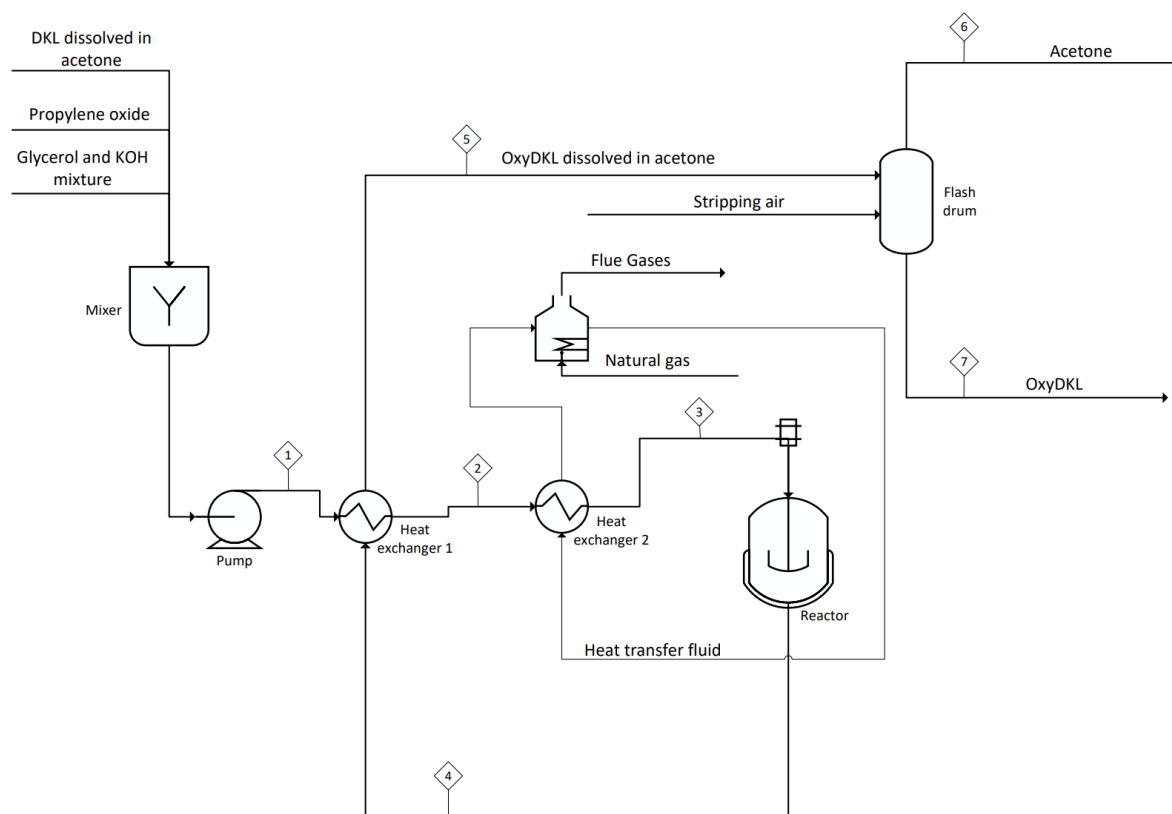 6
DKL dissolved in
acetone
Acetone
Propylene oxide
5
Glycerol and KOH
mixture
OxyDKL dissolved in acetone
Stripping air
Flash
drum
Flue Gases
Mixer
Natural gas
7
OxyDKL
3
1
2
Heat
exchanger 1
Heat
exchanger 2
Pump
Reactor
Heat transfer fluid
4